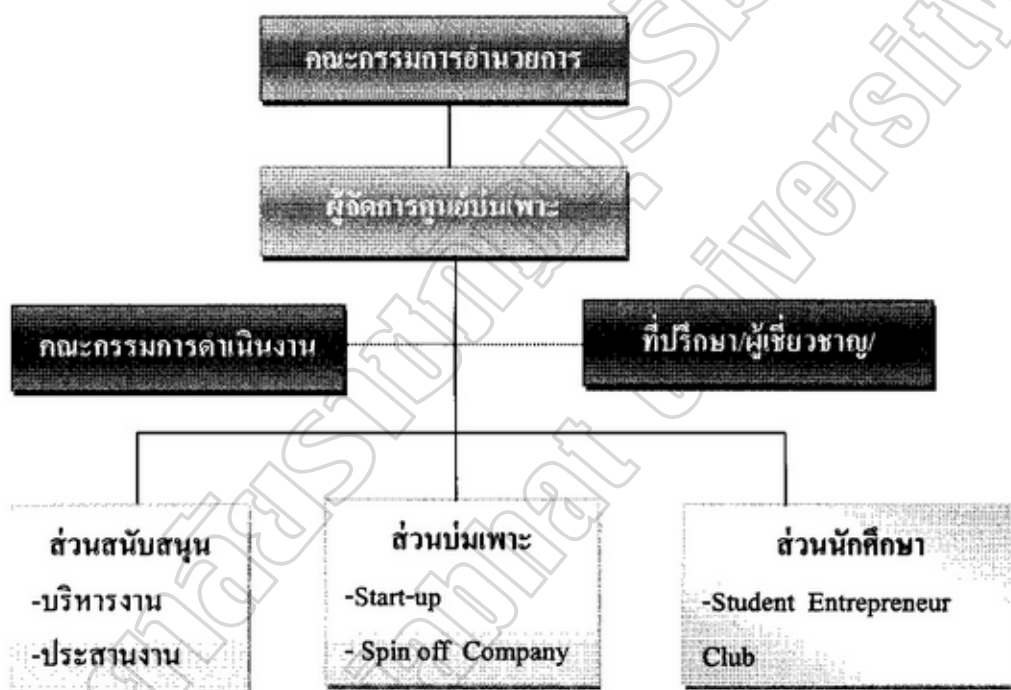 คณะกรรมการอำนวยการ
ผู้จัดการศูนย์บ่มเพาะ
คณะกรรมการดำเนินงาน
ที่ปรึกษา/ผู้เชี่ยวชาญ/
ส่วนสนับสนุน
-บริหารงาน
-ประสานงาน
ส่วนบ่มเพาะ
-Start-up
- Spin off Company
ส่วนนักศึกษา
-Student Entrepreneur
Club
University